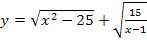 y = √(x² − 25) + √(15/(x−1))